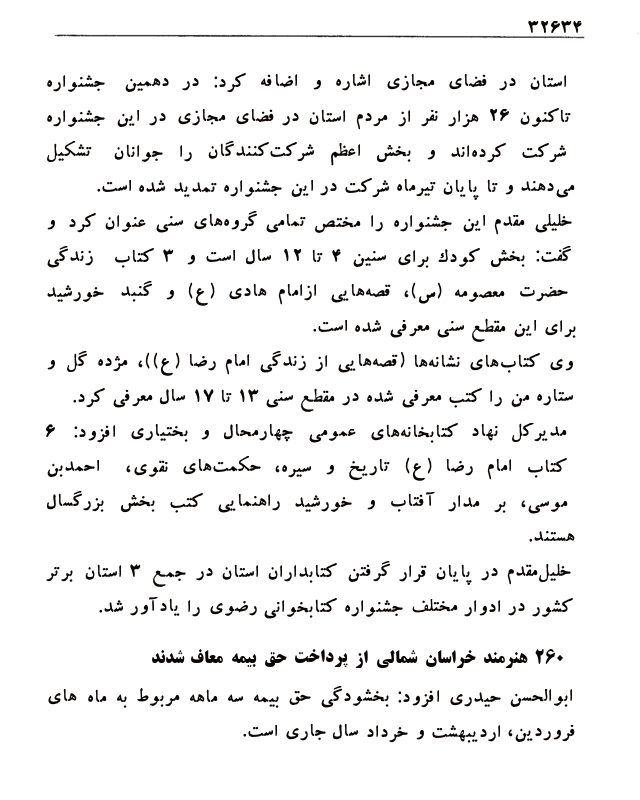 ۳۲۶۳۴
استان در فضای مجازی اشاره و اضافه کرد: در دهمین جشنواره
تاکنون ۲۶ هزار نفر از مردم استان در فضای مجازی در این جشنواره
شرکت کرده‌اند و بخش اعظم شرکت‌کنندگان را جوانان تشکیل
می‌دهند و تا پایان تیرماه شرکت در این جشنواره تمدید شده است.
خلیلی مقدم این جشنواره را مختص تمامی گروه‌های سنی عنوان کرد و
گفت: بخش کودك برای سنین ۴ تا ۱۲ سال است و ۳ کتاب زندگی
حضرت معصومه (س)، قصه‌هایی ازامام هادی (ع) و گنبد خورشید
برای این مقطع سنی معرفی شده است.
وی کتاب‌های نشانه‌ها (قصه‌هایی از زندگی امام رضا (ع))، مژده گل و
ستاره من را کتب معرفی شده در مقطع سنی ۱۳ تا ۱۷ سال معرفی کرد.
مدیرکل نهاد کتابخانه‌های عمومی چهارمحال و بختیاری افزود: ۶
کتاب امام رضا (ع) تاریخ و سیره، حکمت‌های نقوی، احمدبن
موسی، بر مدار آفتاب و خورشید راهنمایی کتب بخش بزرگسال
هستند.
خلیل‌مقدم در پایان قرار گرفتن کتابداران استان در جمع ۳ استان برتر
کشور در ادوار مختلف جشنواره کتابخوانی رضوی را یادآور شد.
۲۶۰ هنرمند خراسان شمالی از پرداخت حق بیمه معاف شدند
ابوالحسن حیدری افزود: بخشودگی حق بیمه سه ماهه مربوط به ماه های
فروردین، اردیبهشت و خرداد سال جاری است.